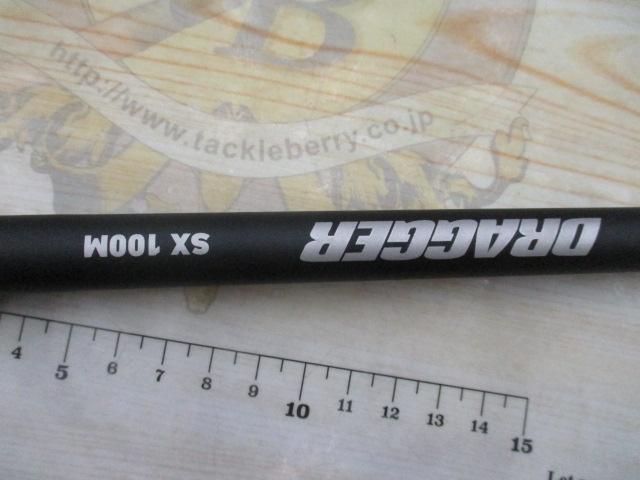 B
http://www.tackleberry.co.jp
DRAGGER SX 100M
4 5 6 7 8 9 10 11 12 13 14 15